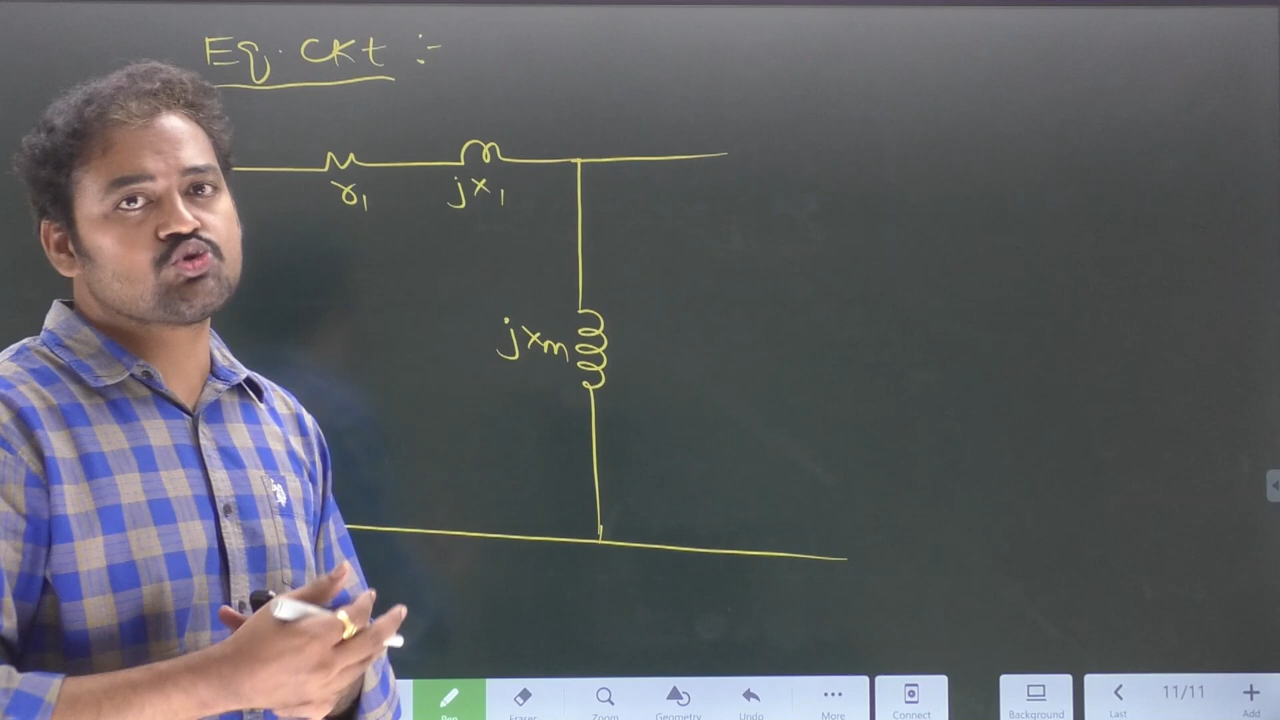 Eq. Ckt :-
r1 jx1
jxm
Pen Eraser Zoom Geometry Undo More Connect Background Last 11/11 Add